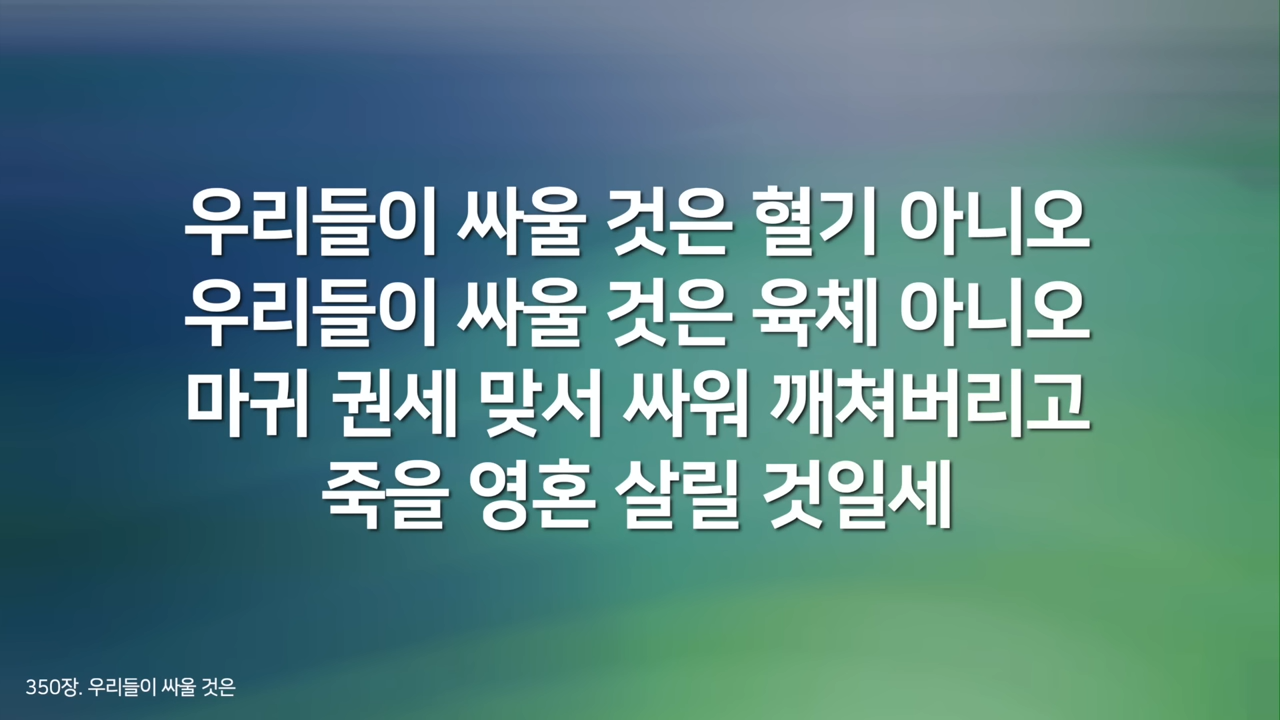 우리들이 싸울 것은 혈기 아니오
우리들이 싸울 것은 육체 아니오
마귀 권세 맞서 싸워 깨쳐버리고
죽을 영혼 살릴 것일세
350장. 우리들이 싸울 것은